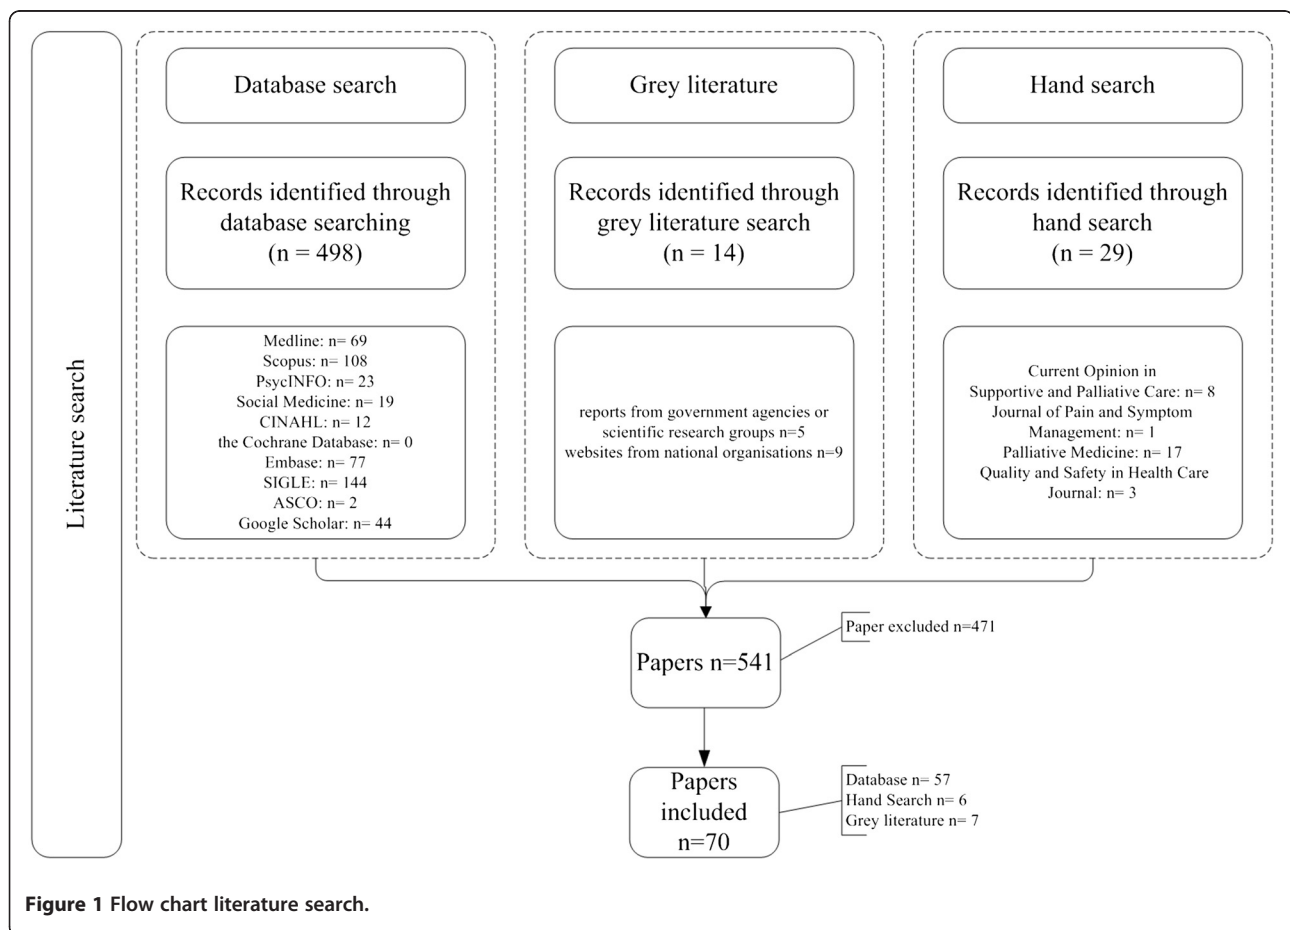 Literature search
Database search
Records identified through
database searching
(n = 498)
Medline: n= 69
Scopus: n= 108
PsycINFO: n= 23
Social Medicine: n= 19
CINAHL: n= 12
the Cochrane Database: n= 0
Embase: n= 77
SIGLE: n= 144
ASCO: n= 2
Google Scholar: n= 44
Grey literature
Records identified through
grey literature search
(n = 14)
reports from government agencies or
scientific research groups n=5
websites from national organisations n=9
Hand search
Records identified through
hand search
(n = 29)
Current Opinion in
Supportive and Palliative Care: n= 8
Journal of Pain and Symptom
Management: n= 1
Palliative Medicine: n= 17
Quality and Safety in Health Care
Journal: n= 3
Papers n=541
Paper excluded n=471
Papers
included
n=70
Database n= 57
Hand Search n= 6
Grey literature n= 7
Figure 1 Flow chart literature search.